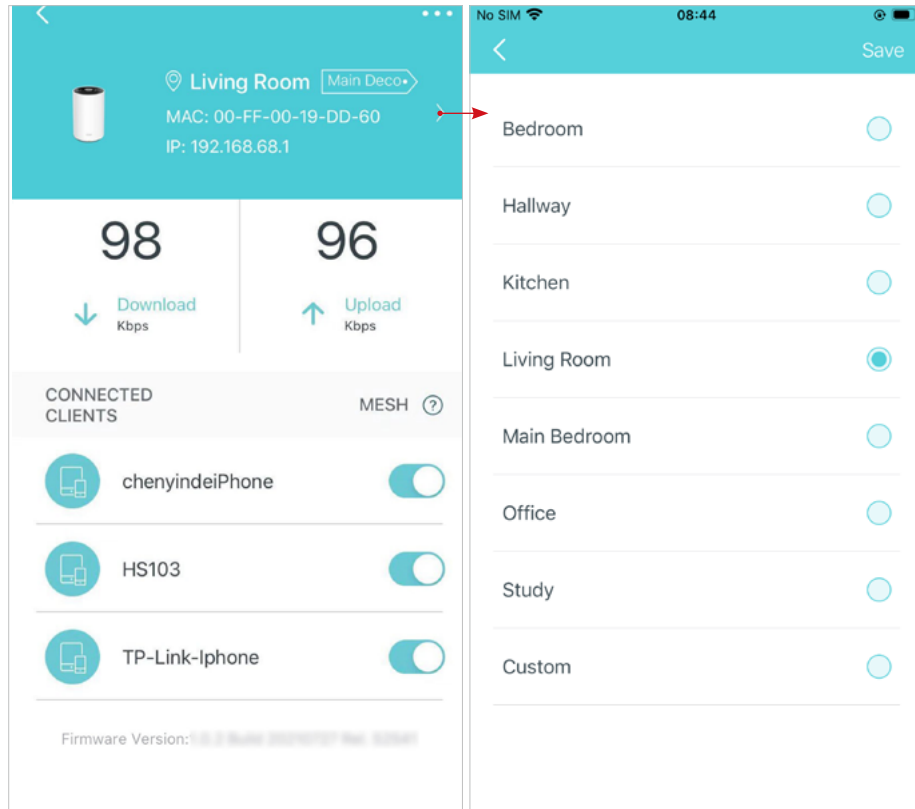 Living Room Main Deco
MAC: 00-FF-00-19-DD-60
IP: 192.168.68.1
98
96
Download
Kbps
Upload
Kbps
CONNECTED
CLIENTS
MESH ?
chenyindeiPhone
HS103
TP-Link-Iphone
Firmware Version:
No SIM 08:44
Save
Bedroom
Hallway
Kitchen
Living Room
Main Bedroom
Office
Study
Custom